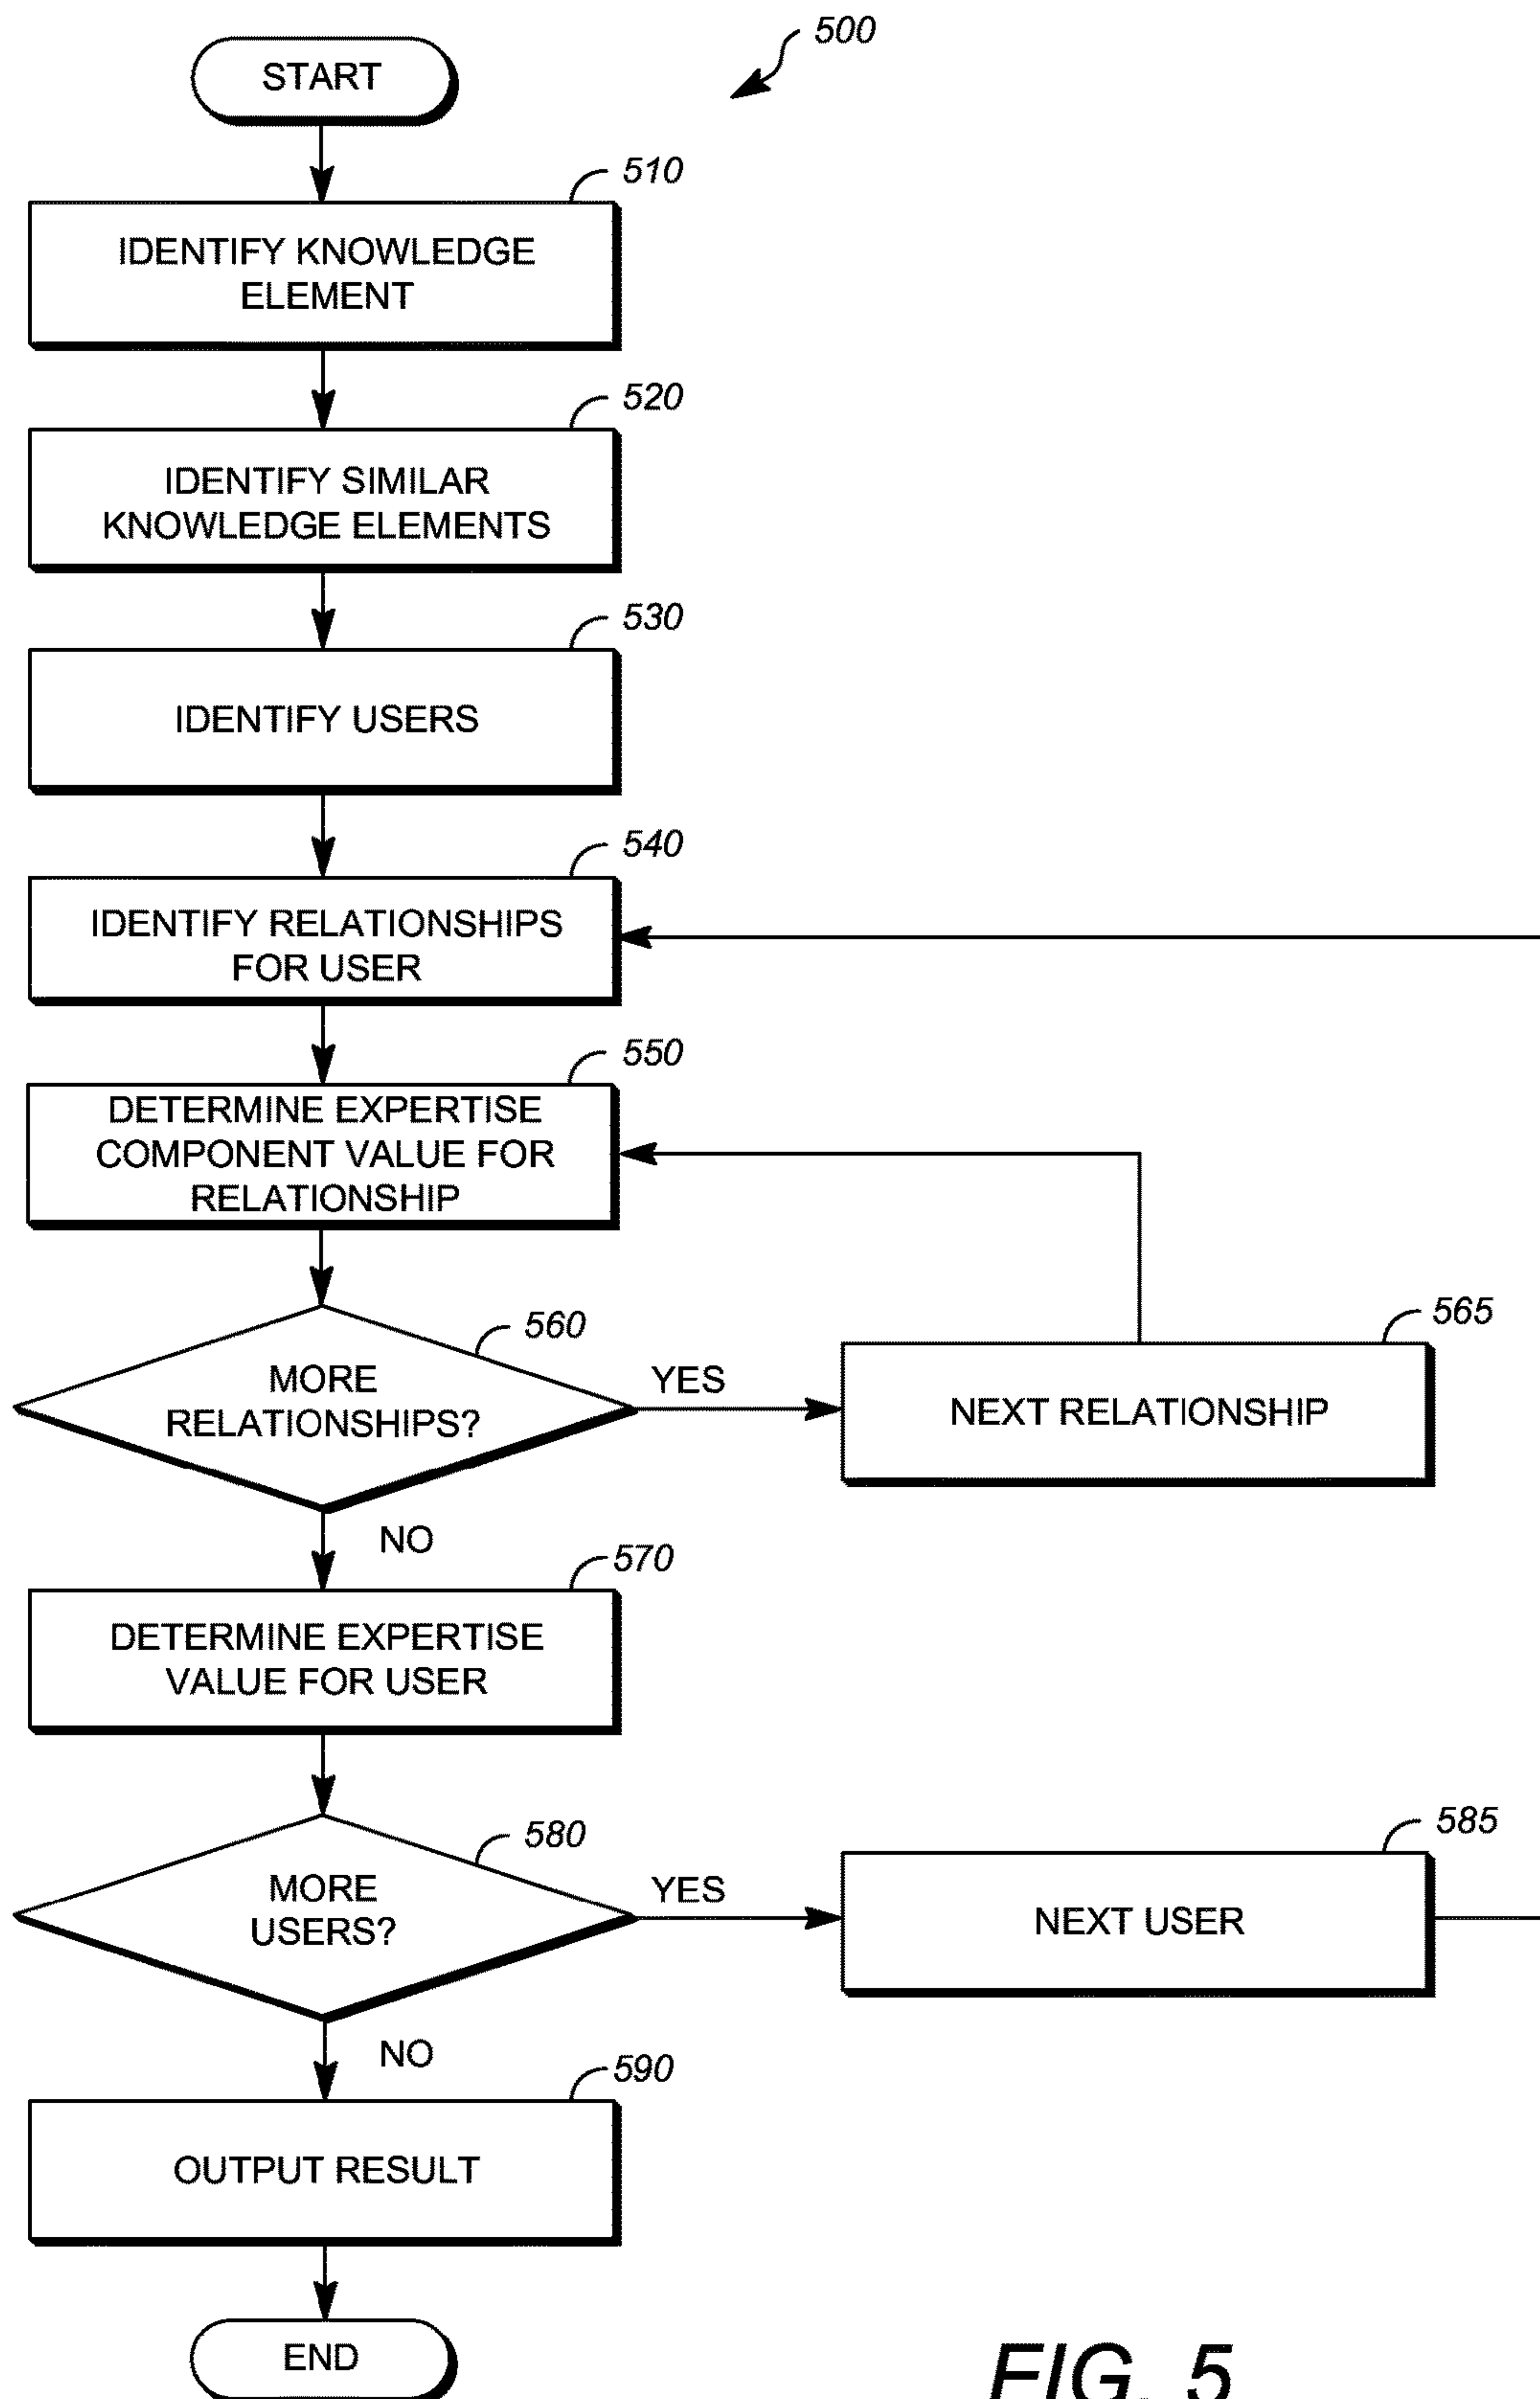 500
START
510
IDENTIFY KNOWLEDGE
ELEMENT
520
IDENTIFY SIMILAR
KNOWLEDGE ELEMENTS
530
IDENTIFY USERS
540
IDENTIFY RELATIONSHIPS
FOR USER
550
DETERMINE EXPERTISE
COMPONENT VALUE FOR
RELATIONSHIP
560
MORE
RELATIONSHIPS?
YES
565
NEXT RELATIONSHIP
NO
570
DETERMINE EXPERTISE
VALUE FOR USER
580
MORE
USERS?
YES
585
NEXT USER
NO
590
OUTPUT RESULT
END
FIG. 5